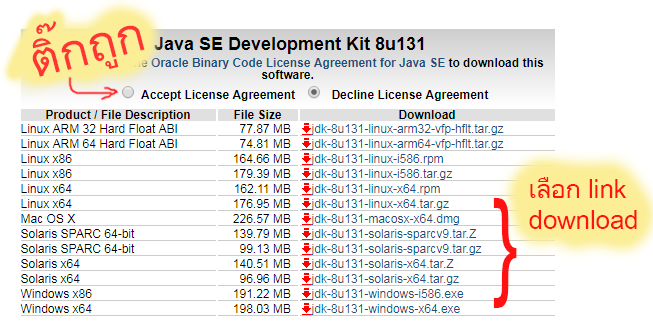 ติ๊กถูก
Java SE Development Kit 8u131
Oracle Binary Code License Agreement for Java SE to download this
software.
Accept License Agreement Decline License Agreement
Product / File Description File Size Download
Linux ARM 32 Hard Float ABI 77.87 MB jdk-8u131-linux-arm32-vfp-hflt.tar.gz
Linux ARM 64 Hard Float ABI 74.81 MB jdk-8u131-linux-arm64-vfp-hflt.tar.gz
Linux x86 164.66 MB jdk-8u131-linux-i586.rpm
Linux x86 179.39 MB jdk-8u131-linux-i586.tar.gz
Linux x64 162.11 MB jdk-8u131-linux-x64.rpm
Linux x64 176.95 MB jdk-8u131-linux-x64.tar.gz
Mac OS X 226.57 MB jdk-8u131-macosx-x64.dmg
Solaris SPARC 64-bit 139.79 MB jdk-8u131-solaris-sparcv9.tar.Z
Solaris SPARC 64-bit 99.13 MB jdk-8u131-solaris-sparcv9.tar.gz
Solaris x64 140.51 MB jdk-8u131-solaris-x64.tar.Z
Solaris x64 96.96 MB jdk-8u131-solaris-x64.tar.gz
Windows x86 191.22 MB jdk-8u131-windows-i586.exe
Windows x64 198.03 MB jdk-8u131-windows-x64.exe
เลือก link
download